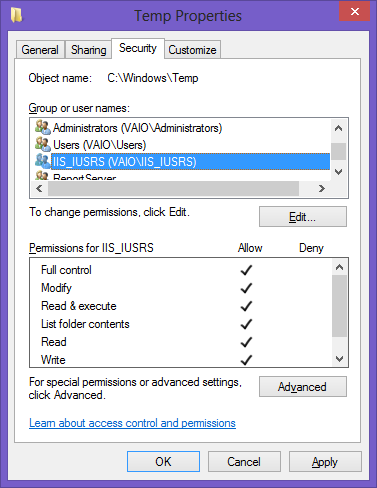 Temp Properties
General
Sharing
Security
Customize
Object name:
C:\Windows\Temp
Group or user names:
Administrators (VAIO\Administrators)
Users (VAIO\Users)
IIS_IUSRS (VAIO\IIS_IUSRS)
ReportServer
To change permissions, click Edit.
Edit...
Permissions for IIS_IUSRS
Allow
Deny
Full control
Modify
Read & execute
List folder contents
Read
Write
For special permissions or advanced settings,
click Advanced.
Advanced
Learn about access control and permissions
OK
Cancel
Apply